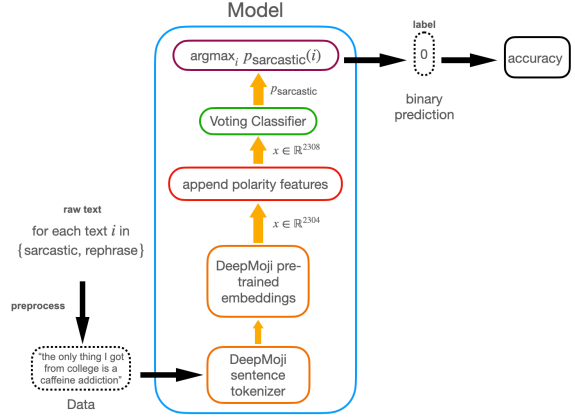 Model
argmax_i p_sarcastic(i)
label
0
accuracy
binary
prediction
p_sarcastic
Voting Classifier
x ∈ ℝ^2308
append polarity features
x ∈ ℝ^2304
raw text
for each text i in
{sarcastic, rephrase}
DeepMoji pre-
trained
embeddings
preprocess
"the only thing I got
from college is a
caffeine addiction"
Data
DeepMoji
sentence
tokenizer